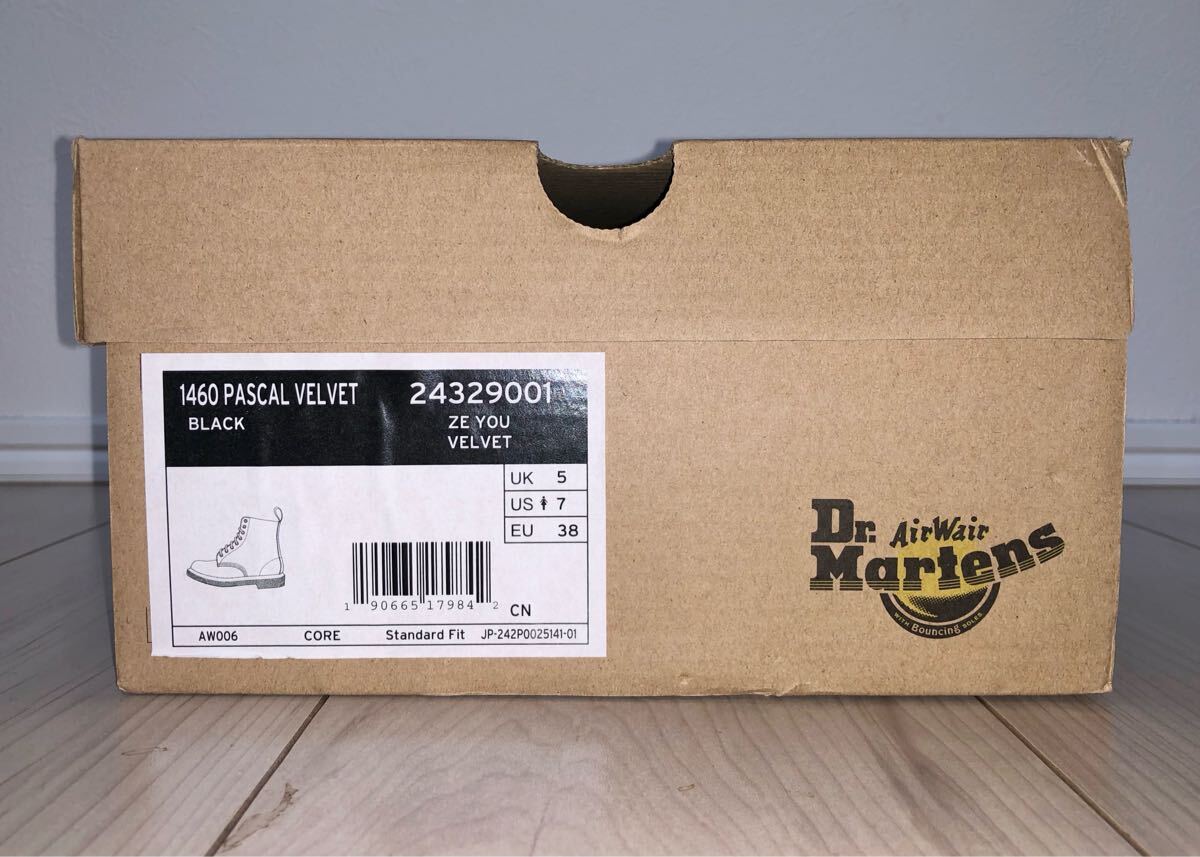 1460 PASCAL VELVET 24329001
BLACK ZE YOU
VELVET
UK 5
US 7
EU 38
1 90665 17984 2 CN
AW006 CORE Standard Fit JP-242P0025141-01
Dr. AirWair
Martens
WITH Bouncing SOLES